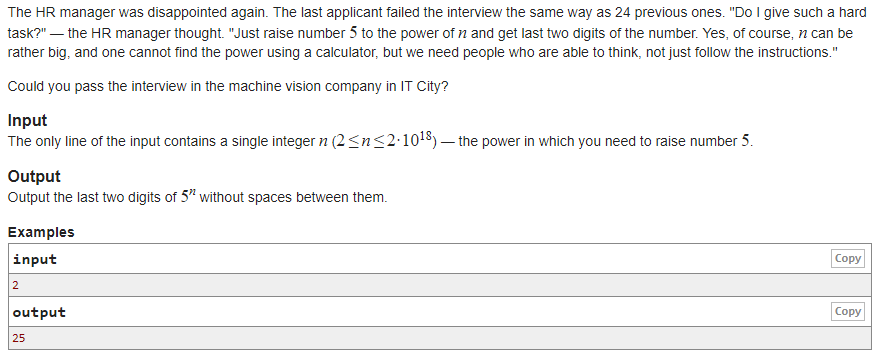 The HR manager was disappointed again. The last applicant failed the interview the same way as 24 previous ones. "Do I give such a hard
task?" — the HR manager thought. "Just raise number 5 to the power of n and get last two digits of the number. Yes, of course, n can be
rather big, and one cannot find the power using a calculator, but we need people who are able to think, not just follow the instructions."
Could you pass the interview in the machine vision company in IT City?
Input
The only line of the input contains a single integer n (2 ≤ n ≤ 2·10¹⁸) — the power in which you need to raise number 5.
Output
Output the last two digits of 5ⁿ without spaces between them.
Examples
input Copy
2
output Copy
25